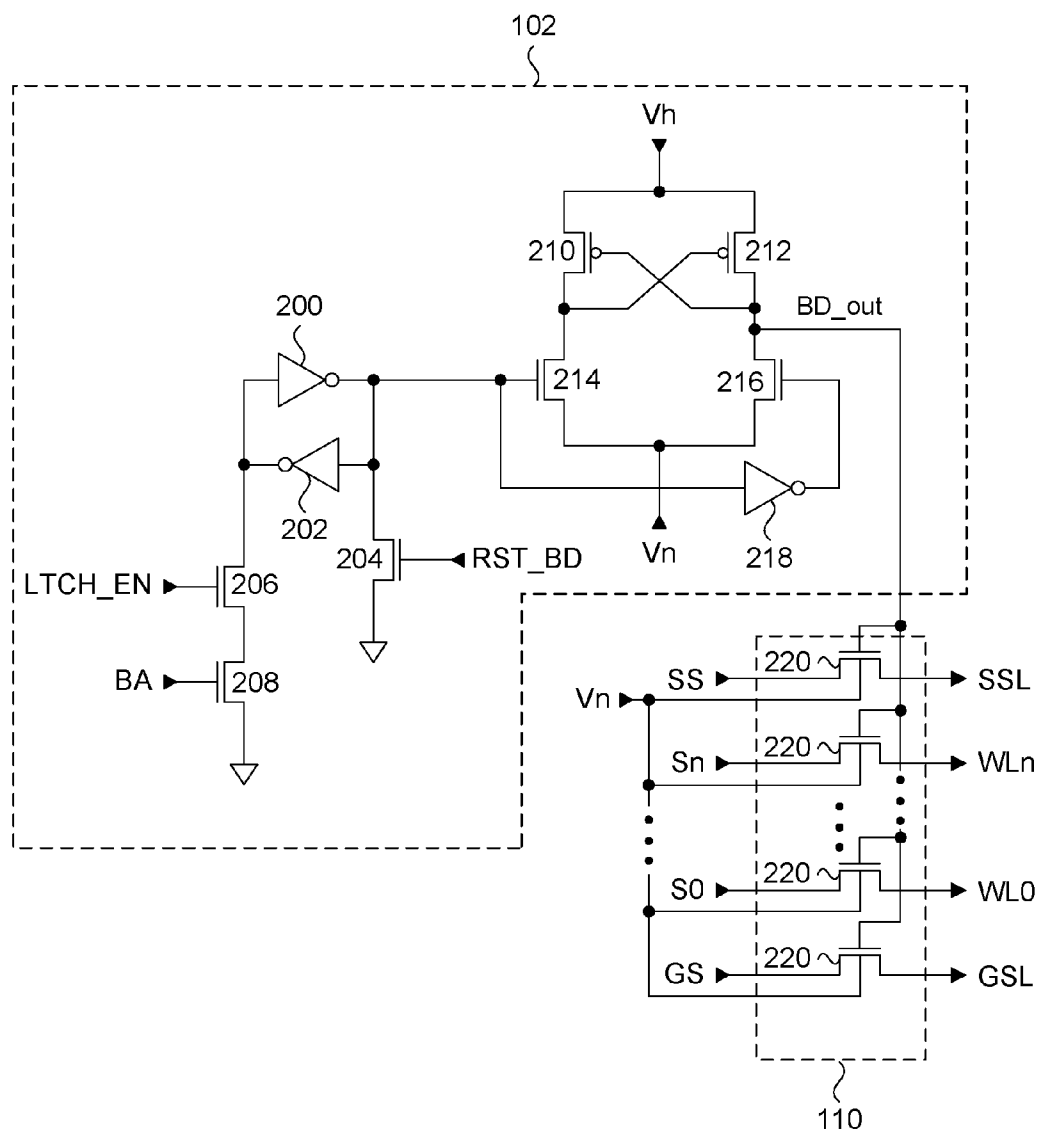 102
Vh
210
212
BD_out
200
214
216
202
Vn
218
204
RST_BD
LTCH_EN
206
BA
208
220
SS
SSL
Vn
220
Sn
WLn
220
S0
WL0
220
GS
GSL
110